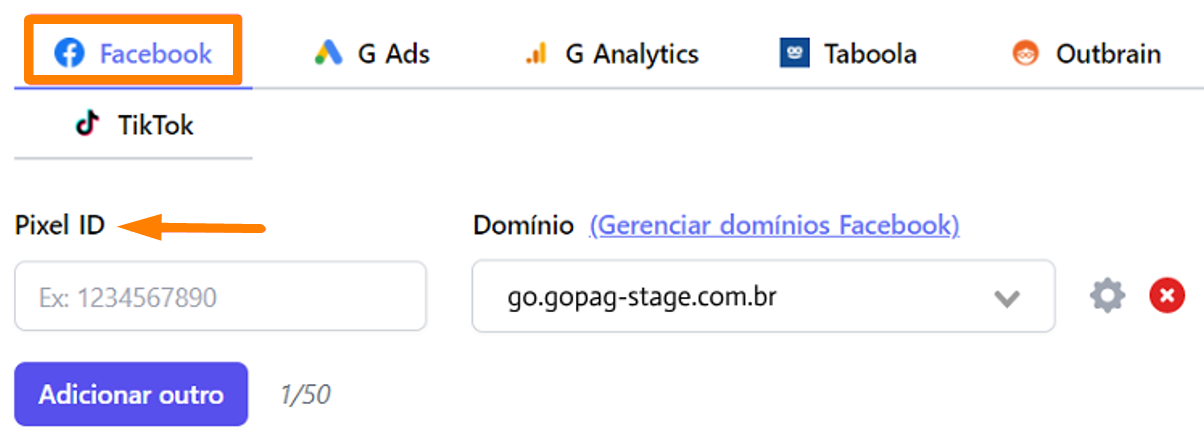 Facebook G Ads G Analytics Taboola Outbrain
TikTok
Pixel ID Domínio (Gerenciar domínios Facebook)
Ex: 1234567890 go.gopag-stage.com.br
Adicionar outro 1/50